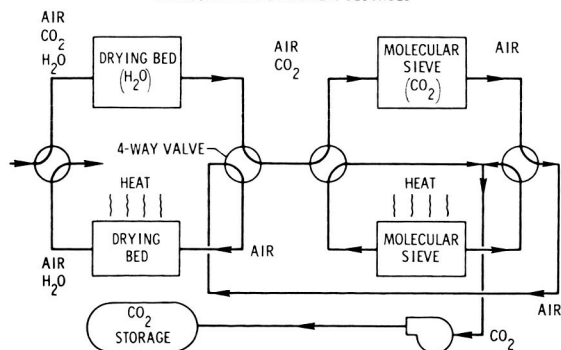 AIR
CO₂
H₂O
DRYING BED
(H₂O)
AIR
CO₂
MOLECULAR
SIEVE
(CO₂)
AIR
4-WAY VALVE
HEAT
HEAT
DRYING
BED
AIR
MOLECULAR
SIEVE
AIR
H₂O
AIR
CO₂
STORAGE
CO₂